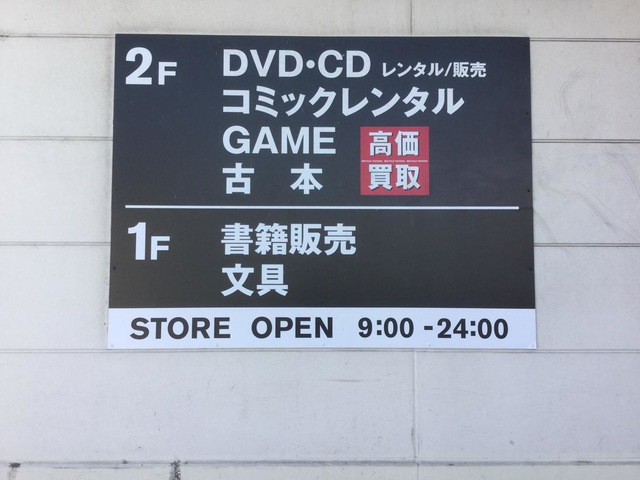 2F DVD・CD レンタル/販売
コミックレンタル
GAME 高価
古 本 買取
1F 書籍販売
文具
STORE OPEN 9:00-24:00